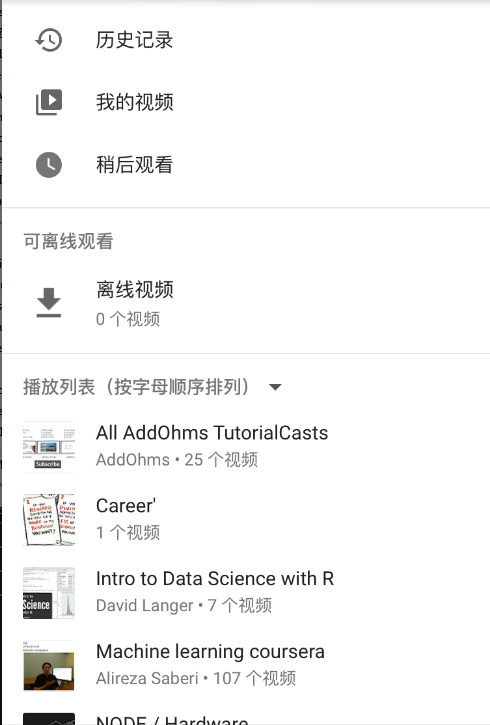 历史记录
我的视频
稍后观看
可离线观看
离线视频
0 个视频
播放列表（按字母顺序排列）
All AddOhms TutorialCasts
AddOhms • 25 个视频
Subscribe
Career'
1 个视频
Intro to Data Science with R
David Langer • 7 个视频
Science
Machine learning coursera
Alireza Saberi • 107 个视频
NODE / Hardware